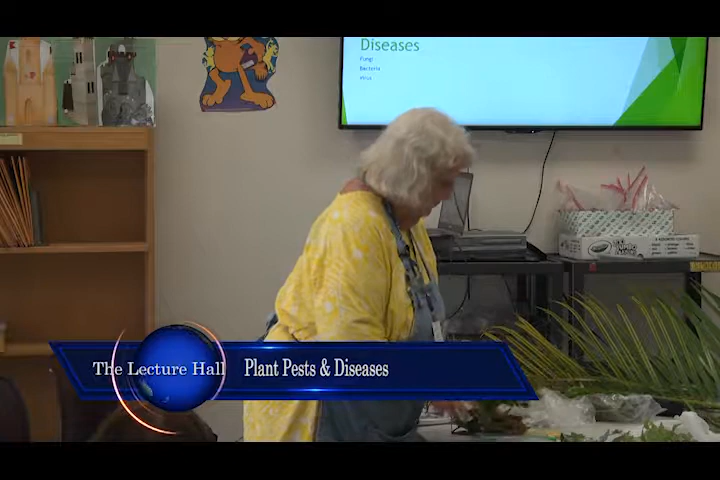 Diseases
Fungi
Bacteria
Virus
The Lecture Hall
Plant Pests & Diseases